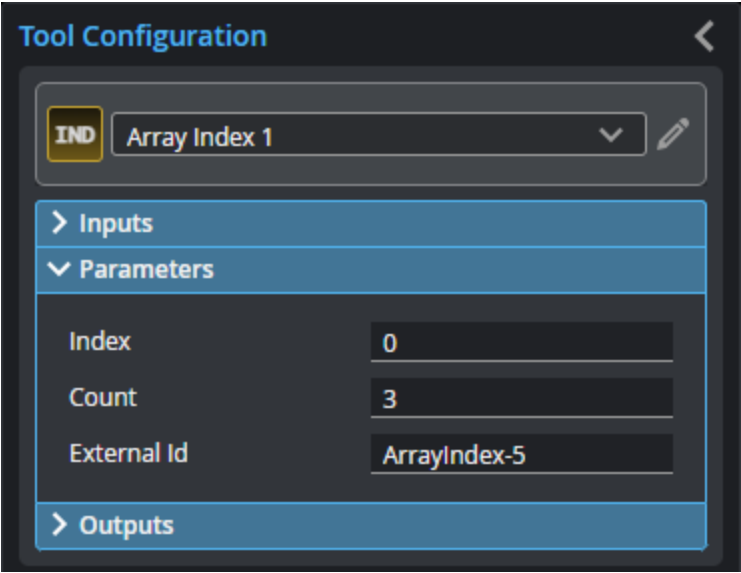 Tool Configuration
IND Array Index 1
Inputs
Parameters
Index 0
Count 3
External Id ArrayIndex-5
Outputs